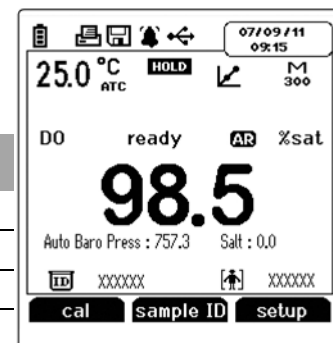 07/09/11
09:15
25.0 °C ATC HOLD M 300
DO ready AR %sat
98.5
Auto Baro Press : 757.3 Salt : 0.0
ID XXXXXX XXXXXX
cal sample ID setup